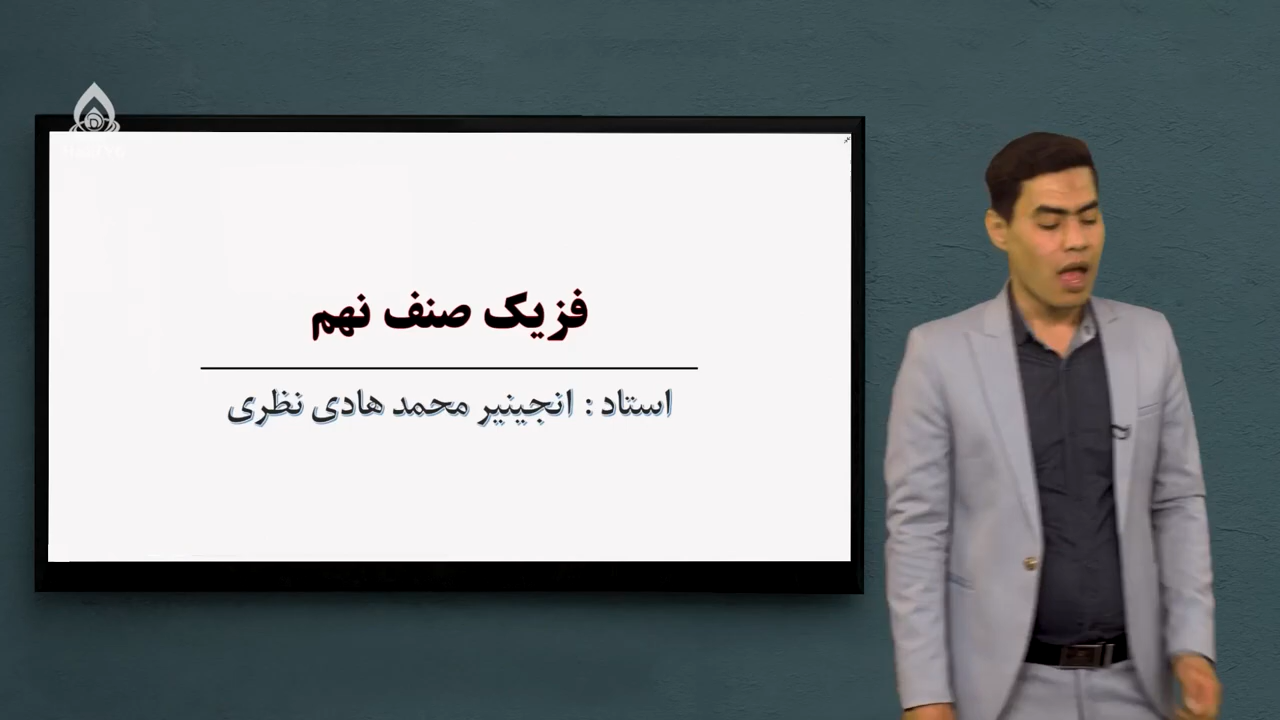 فزیک صنف نهم
استاد : انجینیر محمد هادی نظری